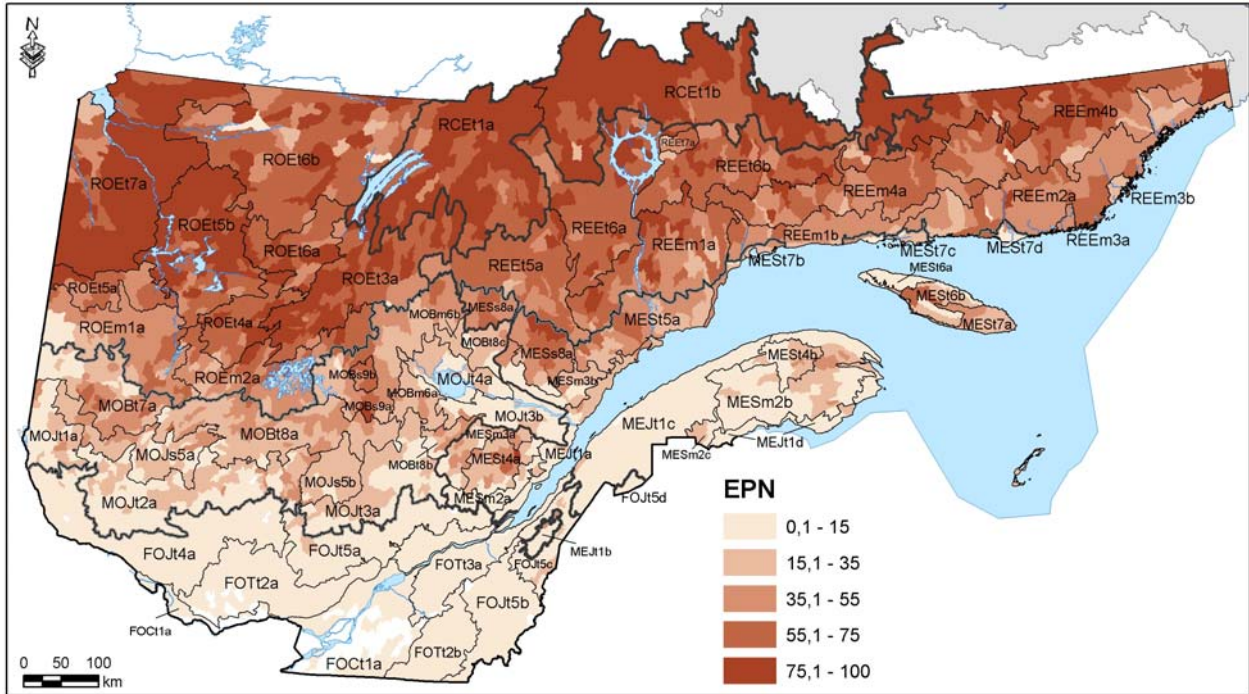 N
RCEt1b
RCEt1a
REEm4b
ROEt6b
REEt7a
REEt6b
ROEt7a
REEm4a
ROEt5b
REEm2a
REEm3b
ROEt6a
REEt6a
REEm1a
REEm1b
REEm3a
MESt7c
MESt7d
MESt7b
ROEt3a
REEt5a
MESt6a
ROEt5a
MESt6b
ROEm1a
ROEt4a
MOBm6b
MESs8a
MESt5a
MESt7a
MOBt8c
MESs8a
ROEm2a
MOBs9b
MOJt4a
MESm3b
MESt4b
MOBm6a
MOBt7a
MOBs9a
MOJt3b
MESm2b
MEJt1c
MOJt1a
MOBt8a
MESm3a
MEJt1d
MOJs5a
MOBt8b
MESt4a
MEJt1a
MESm2c
MOJs5b
FOJt5d
MOJt2a
MESm2a
MOJt3a
FOJt4a
FOJt5a
MEJt1b
FOTt3a
FOJt5c
FOTt2a
FOJt5b
FOCt1a
FOCt1a
FOTt2b
EPN
0,1 - 15
15,1 - 35
35,1 - 55
55,1 - 75
75,1 - 100
0 50 100
km